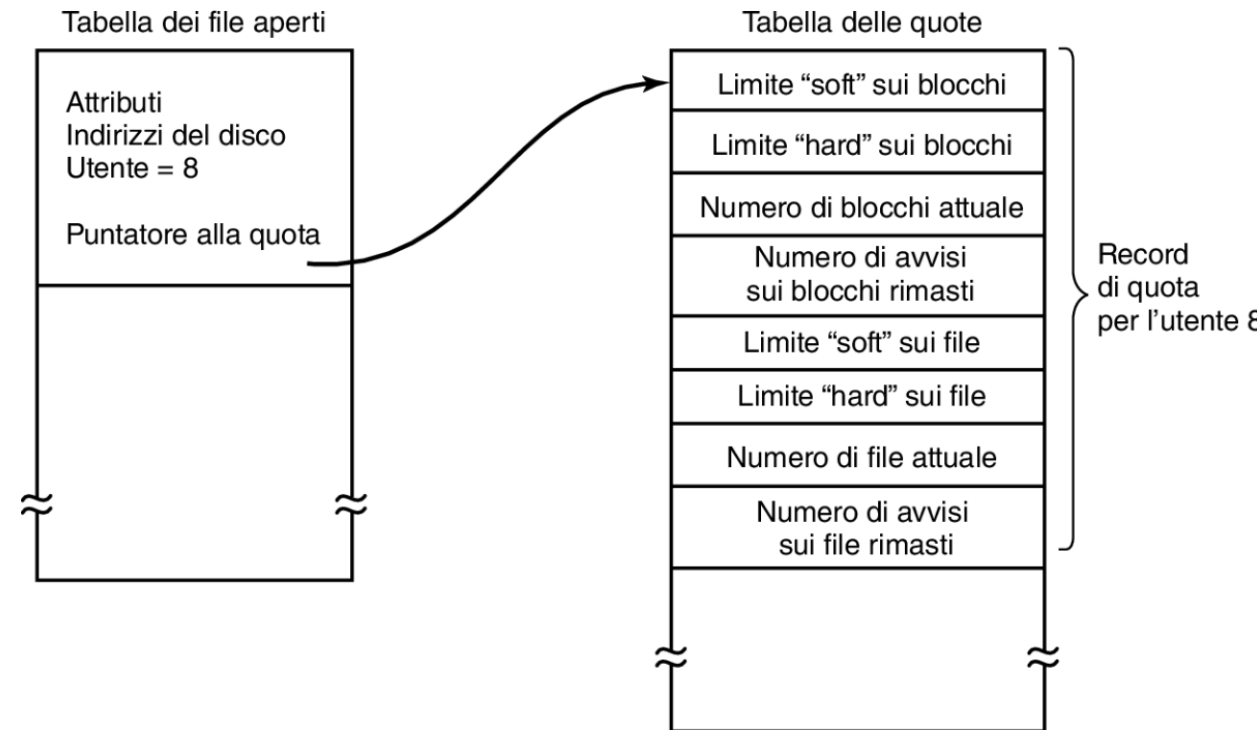 Tabella dei file aperti
Attributi
Indirizzi del disco
Utente = 8
Puntatore alla quota
Tabella delle quote
Limite “soft” sui blocchi
Limite “hard” sui blocchi
Numero di blocchi attuale
Numero di avvisi
sui blocchi rimasti
Limite “soft” sui file
Limite “hard” sui file
Numero di file attuale
Numero di avvisi
sui file rimasti
Record
di quota
per l’utente 8